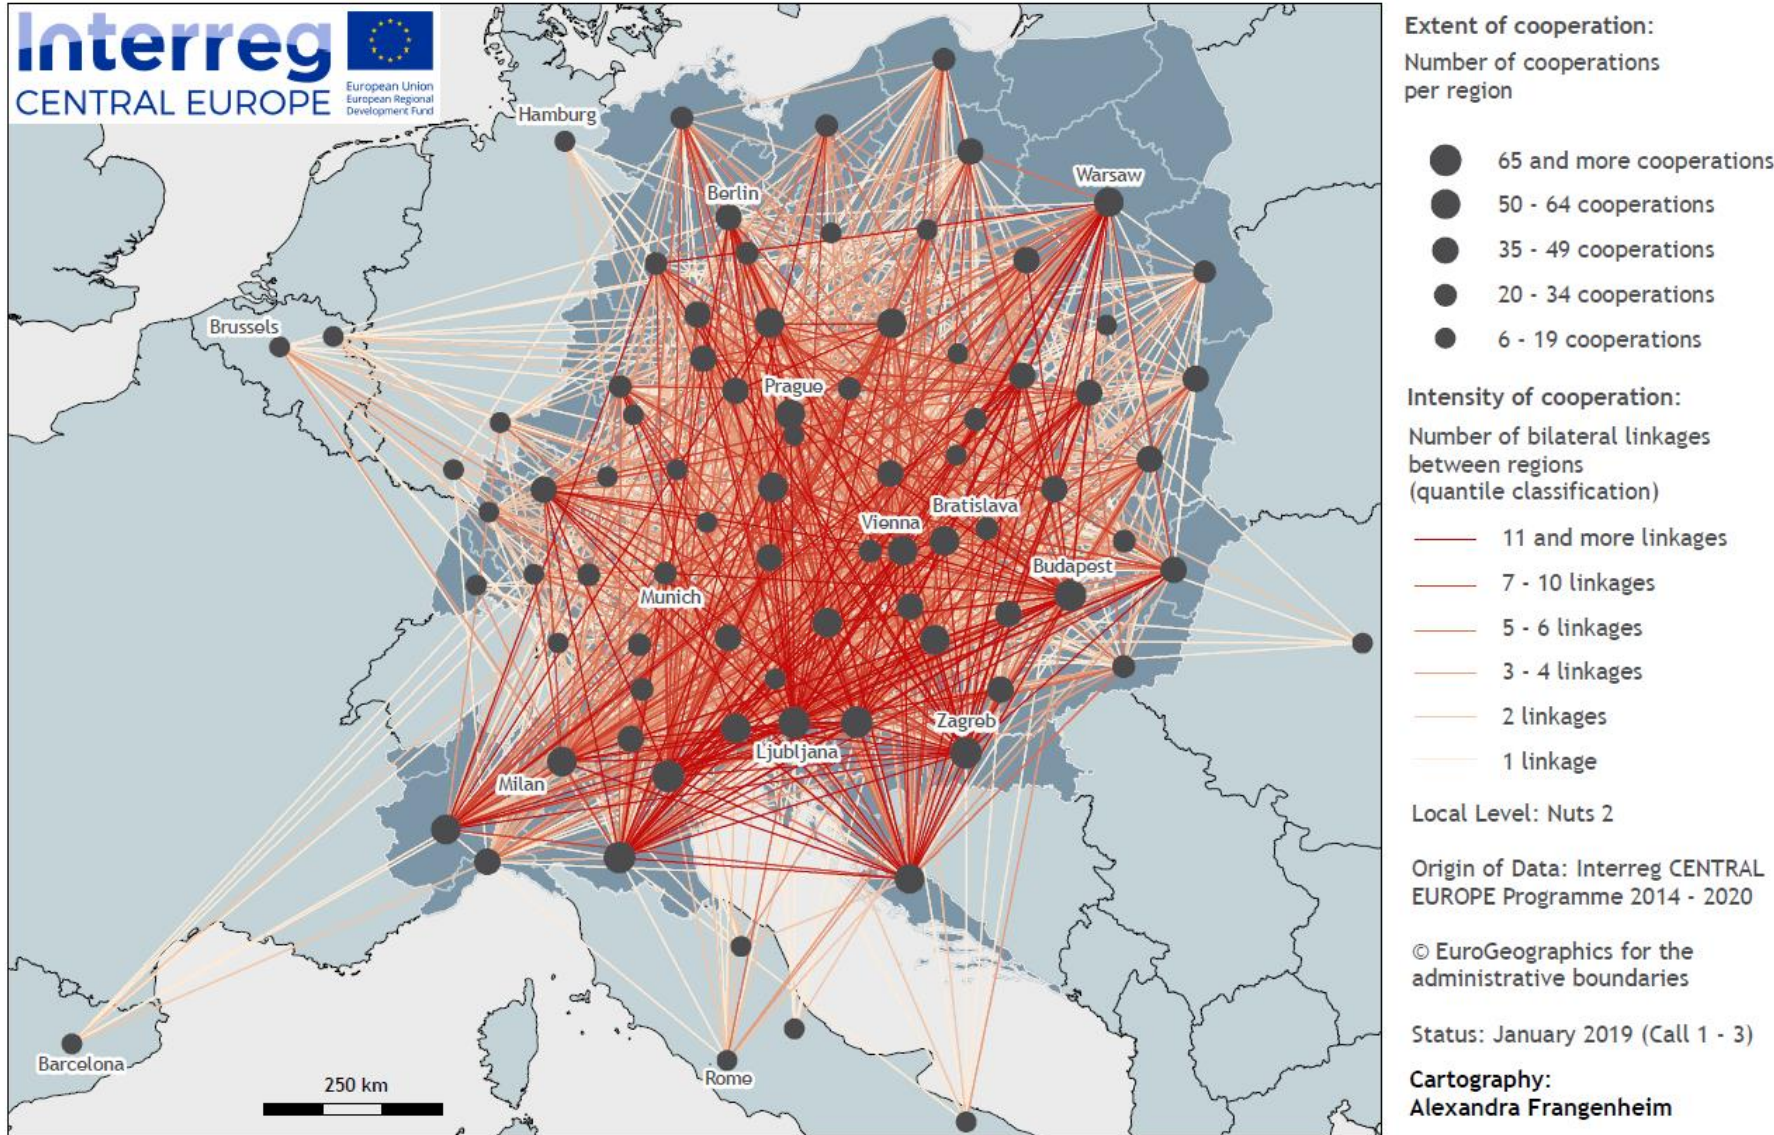 Interreg
CENTRAL EUROPE
European Union
European Regional
Development Fund
Hamburg
Berlin
Warsaw
Brussels
Prague
Bratislava
Vienna
Budapest
Munich
Zagreb
Ljubljana
Milan
Barcelona
Rome
250 km
Extent of cooperation:
Number of cooperations
per region
65 and more cooperations
50 - 64 cooperations
35 - 49 cooperations
20 - 34 cooperations
6 - 19 cooperations
Intensity of cooperation:
Number of bilateral linkages
between regions
(quantile classification)
11 and more linkages
7 - 10 linkages
5 - 6 linkages
3 - 4 linkages
2 linkages
1 linkage
Local Level: Nuts 2
Origin of Data: Interreg CENTRAL
EUROPE Programme 2014 - 2020
© EuroGeographics for the
administrative boundaries
Status: January 2019 (Call 1 - 3)
Cartography:
Alexandra Frangenheim